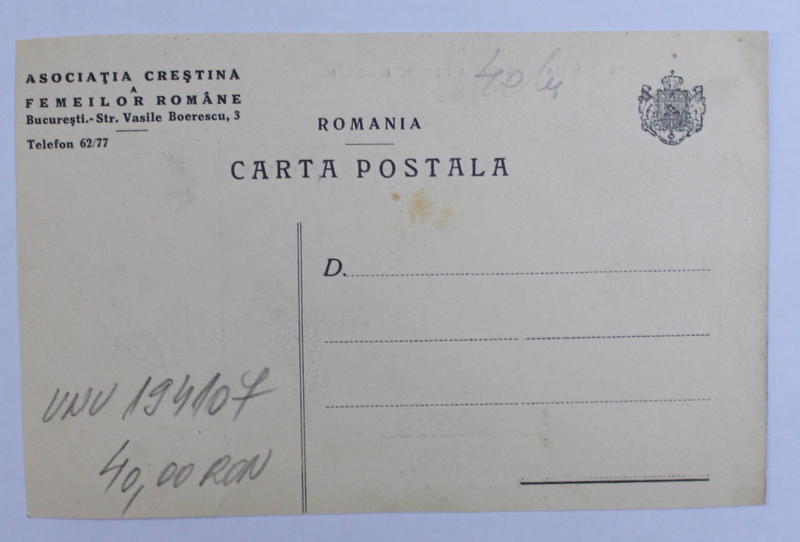 ASOCIAŢIA CREŞTINA
A
FEMEILOR ROMÂNE
Bucureşti.- Str. Vasile Boerescu, 3
Telefon 62/77
40 lei
ROMANIA
CARTA POSTALA
D.
UNV 194107
40,00 RON